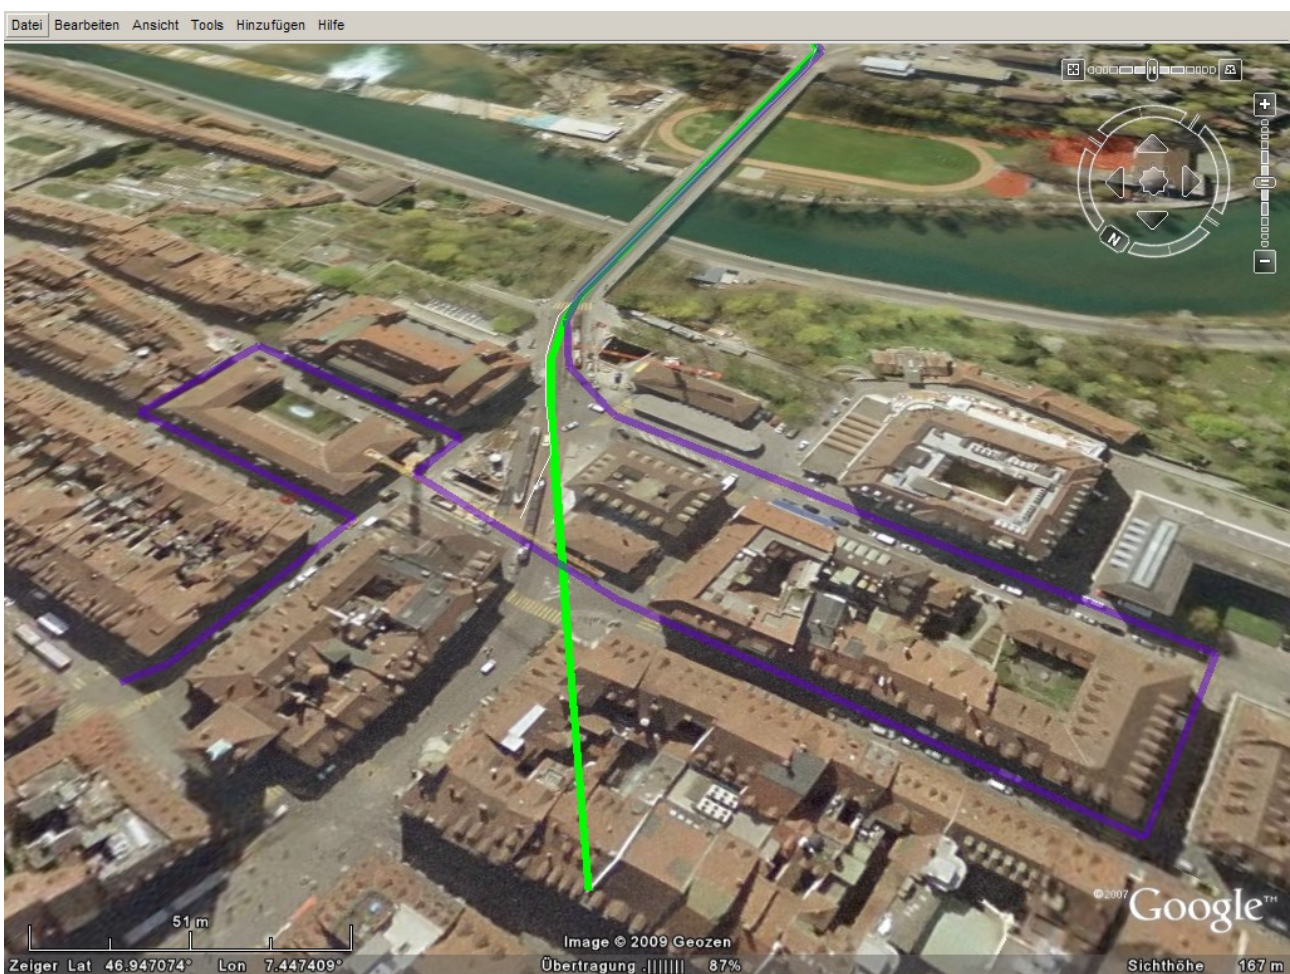 Datei Bearbeiten Ansicht Tools Hinzufügen Hilfe
N
51 m
©2007 Google™
Image © 2009 Geozen
Zeiger Lat 46.947074° Lon 7.447409° Übertragung 87% Sichthöhe 167 m